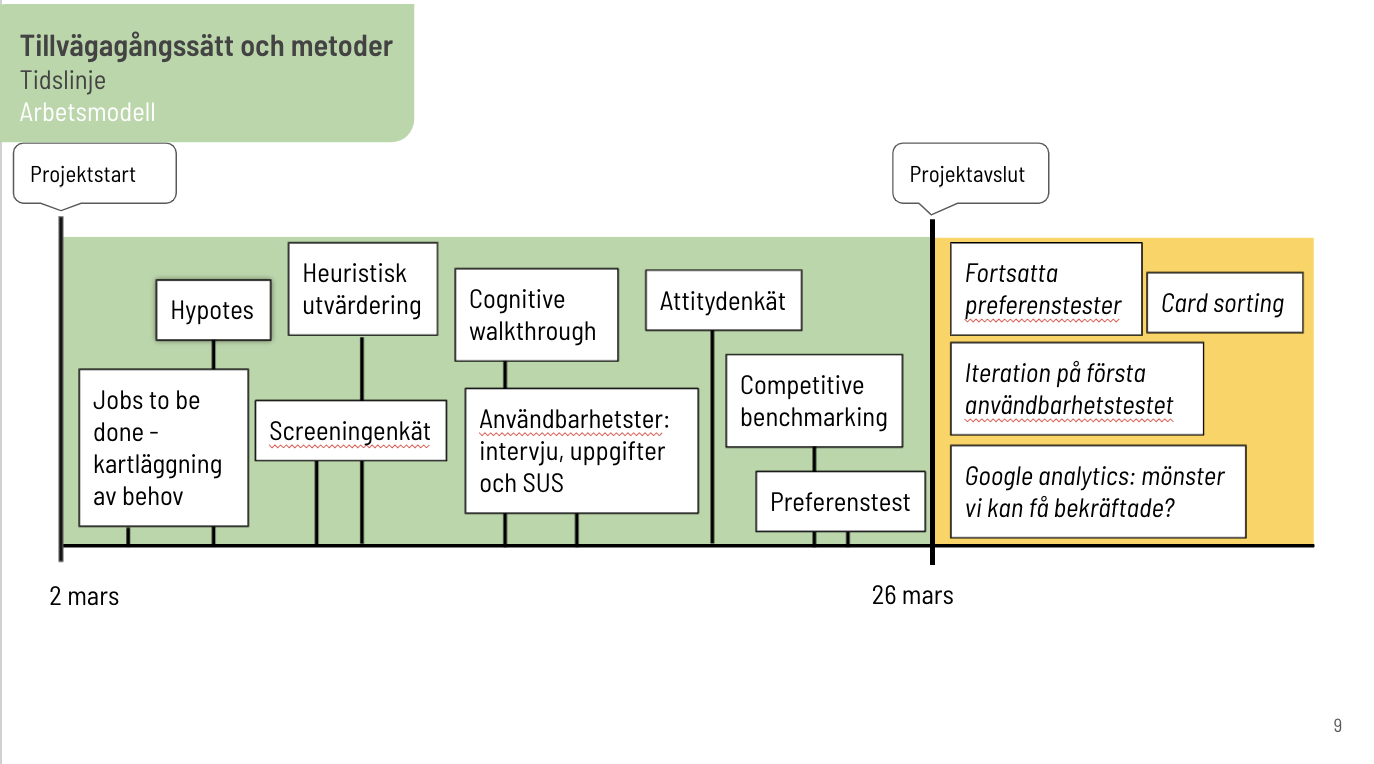 Tillvägagångssätt och metoder
Tidslinje
Arbetsmodell
Projektstart
Projektavslut
Hypotes
Heuristisk
utvärdering
Cognitive
walkthrough
Attitydenkät
Jobs to be
done -
kartläggning
av behov
Screeningenkät
Användbarhetster:
intervju, uppgifter
och SUS
Competitive
benchmarking
Preferenstest
Fortsatta
preferenstester
Card sorting
Iteration på första
användbarhetstestet
Google analytics: mönster
vi kan få bekräftade?
2 mars
26 mars
9